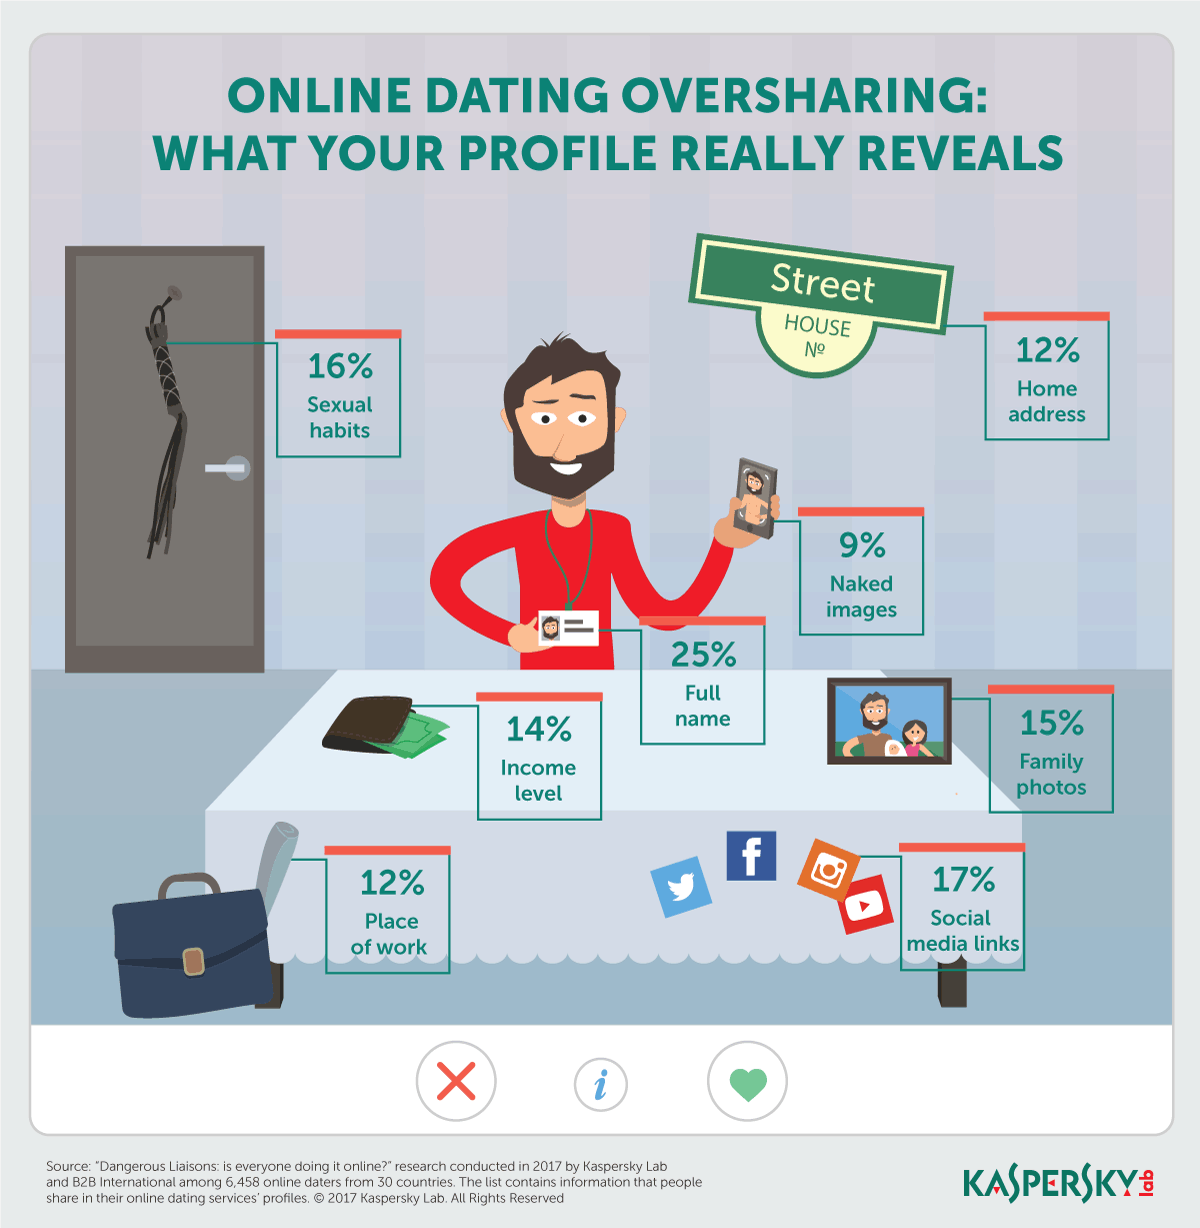 ONLINE DATING OVERSHARING:
WHAT YOUR PROFILE REALLY REVEALS
Street
HOUSE
№
16%
Sexual
habits
12%
Home
address
9%
Naked
images
25%
Full
name
14%
Income
level
15%
Family
photos
12%
Place
of work
f
17%
Social
media links
i
Source: "Dangerous Liaisons: is everyone doing it online?" research conducted in 2017 by Kaspersky Lab
and B2B International among 6,458 online daters from 30 countries. The list contains information that people
share in their online dating services' profiles. © 2017 Kaspersky Lab. All Rights Reserved
KASPERSKY lab